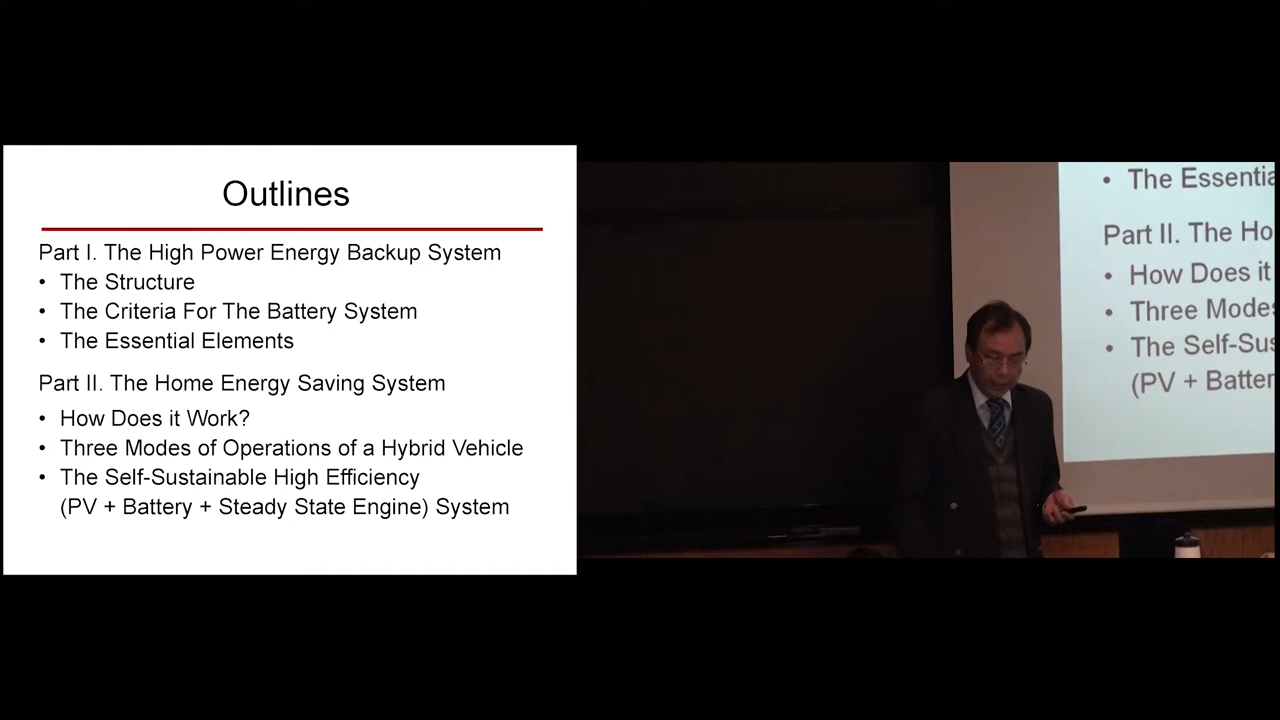 Outlines
Part I. The High Power Energy Backup System
• The Structure
• The Criteria For The Battery System
• The Essential Elements
Part II. The Home Energy Saving System
• How Does it Work?
• Three Modes of Operations of a Hybrid Vehicle
• The Self-Sustainable High Efficiency
(PV + Battery + Steady State Engine) System
• The Essentia
Part II. The Ho
• How Does it
• Three Modes
• The Self-Sus
(PV + Batter